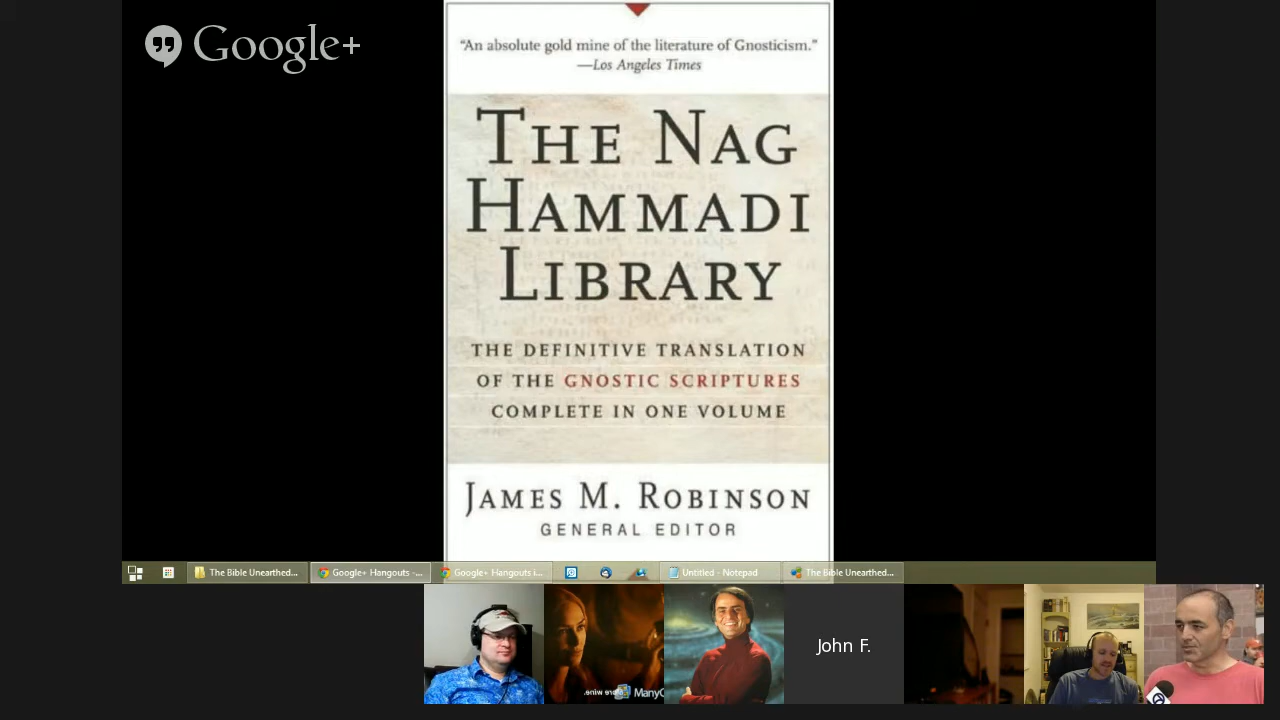 Google+
“An absolute gold mine of the literature of Gnosticism.”
—Los Angeles Times
THE NAG
HAMMADI
LIBRARY
THE DEFINITIVE TRANSLATION
OF THE GNOSTIC SCRIPTURES
COMPLETE IN ONE VOLUME
JAMES M. ROBINSON
GENERAL EDITOR
The Bible Unearthed...
Google+ Hangouts -...
Google+ Hangouts i...
Untitled - Notepad
The Bible Unearthed...
John F.
wine.
ManyC